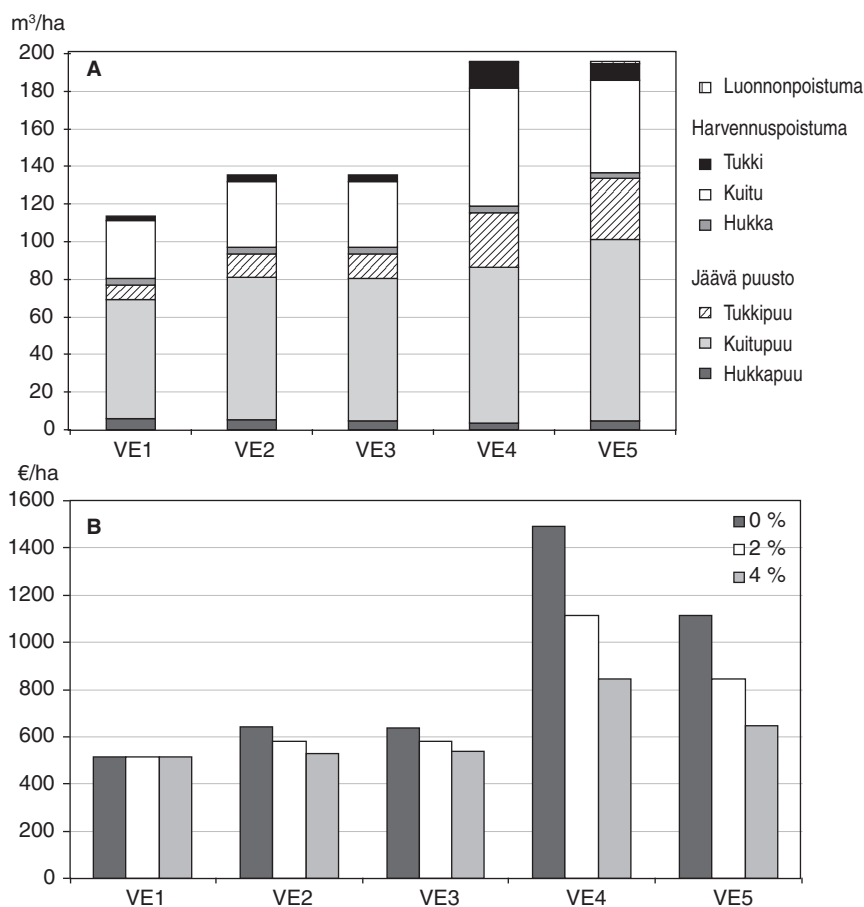 m³/ha
200
180
160
140
120
100
80
60
40
20
0
A
VE1 VE2 VE3 VE4 VE5
Luonnonpoistuma
Harvennuspoistuma
Tukki
Kuitu
Hukka
Jäävä puusto
Tukkipuu
Kuitupuu
Hukkapuu
€/ha
1600
1400
1200
1000
800
600
400
200
0
B
0 %
2 %
4 %
VE1 VE2 VE3 VE4 VE5